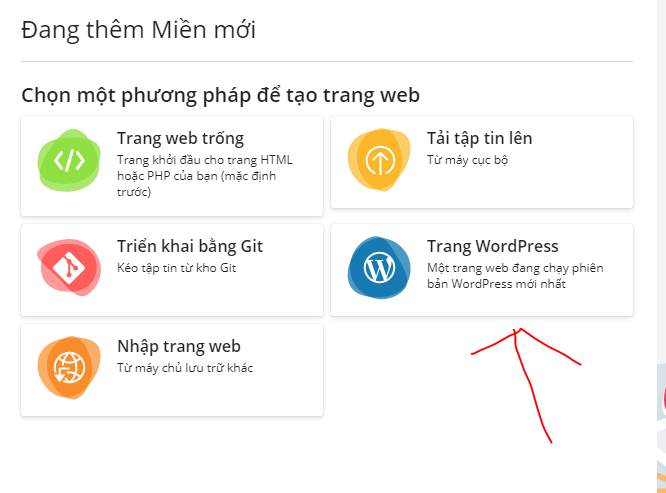 Đang thêm Miền mới
Chọn một phương pháp để tạo trang web
Trang web trống
Trang khởi đầu cho trang HTML
hoặc PHP của bạn (mặc định
trước)
Tải tập tin lên
Từ máy cục bộ
Triển khai bằng Git
Kéo tập tin từ kho Git
Trang WordPress
Một trang web đang chạy phiên
bản WordPress mới nhất
Nhập trang web
Từ máy chủ lưu trữ khác